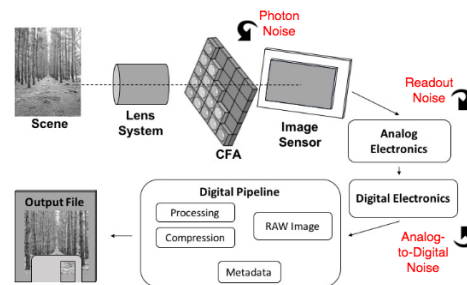 Photon
Noise
Scene
Lens
System
CFA
Image
Sensor
Readout
Noise
Analog
Electronics
Digital Electronics
Analog-
to-Digital
Noise
Digital Pipeline
Processing
Compression
RAW Image
Metadata
Output File